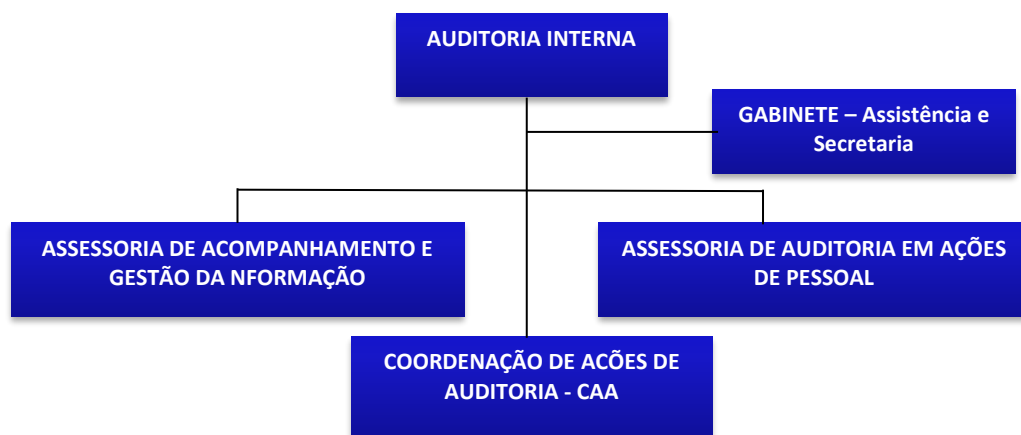 AUDITORIA INTERNA
GABINETE – Assistência e
Secretaria
ASSESSORIA DE ACOMPANHAMENTO E
GESTÃO DA NFORMAÇÃO
ASSESSORIA DE AUDITORIA EM AÇÕES
DE PESSOAL
COORDENAÇÃO DE ACÕES DE
AUDITORIA - CAA